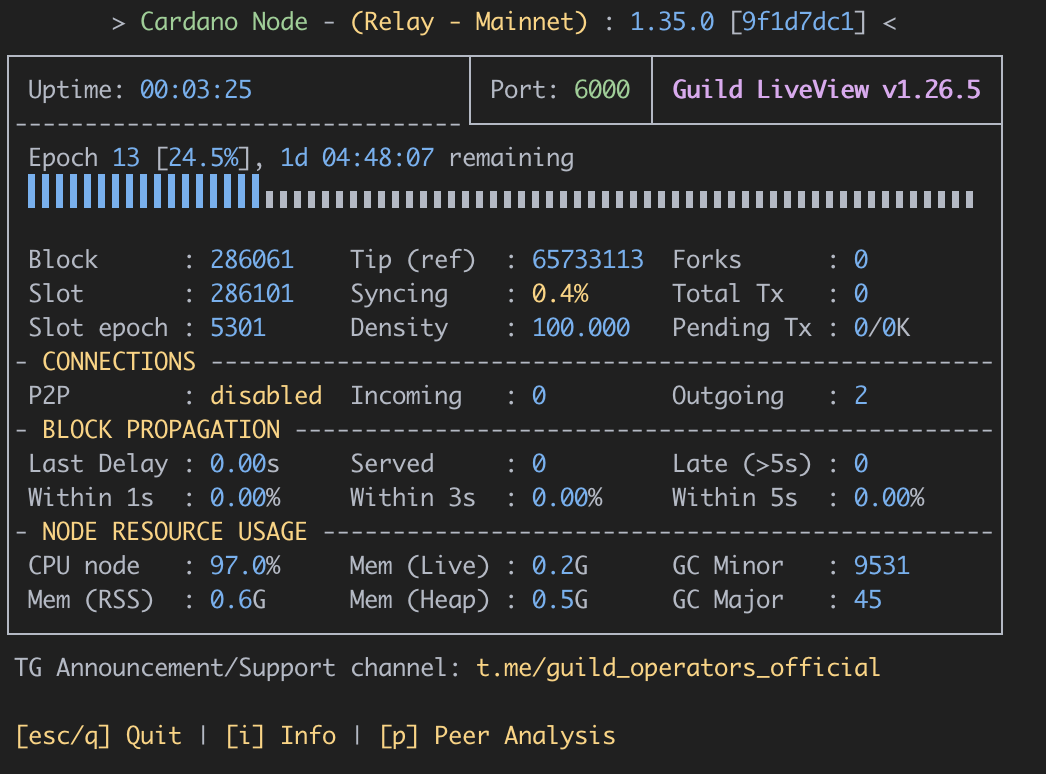 > Cardano Node - (Relay - Mainnet) : 1.35.0 [9f1d7dc1] <
Uptime: 00:03:25 Port: 6000 Guild LiveView v1.26.5
--------------------------------
Epoch 13 [24.5%], 1d 04:48:07 remaining
Block : 286061 Tip (ref) : 65733113 Forks : 0
Slot : 286101 Syncing : 0.4% Total Tx : 0
Slot epoch : 5301 Density : 100.000 Pending Tx : 0/0K
- CONNECTIONS --------------------------------------------------------
P2P : disabled Incoming : 0 Outgoing : 2
- BLOCK PROPAGATION --------------------------------------------------
Last Delay : 0.00s Served : 0 Late (>5s) : 0
Within 1s : 0.00% Within 3s : 0.00% Within 5s : 0.00%
- NODE RESOURCE USAGE ------------------------------------------------
CPU node : 97.0% Mem (Live) : 0.2G GC Minor : 9531
Mem (RSS) : 0.6G Mem (Heap) : 0.5G GC Major : 45
TG Announcement/Support channel: t.me/guild_operators_official
[esc/q] Quit | [i] Info | [p] Peer Analysis